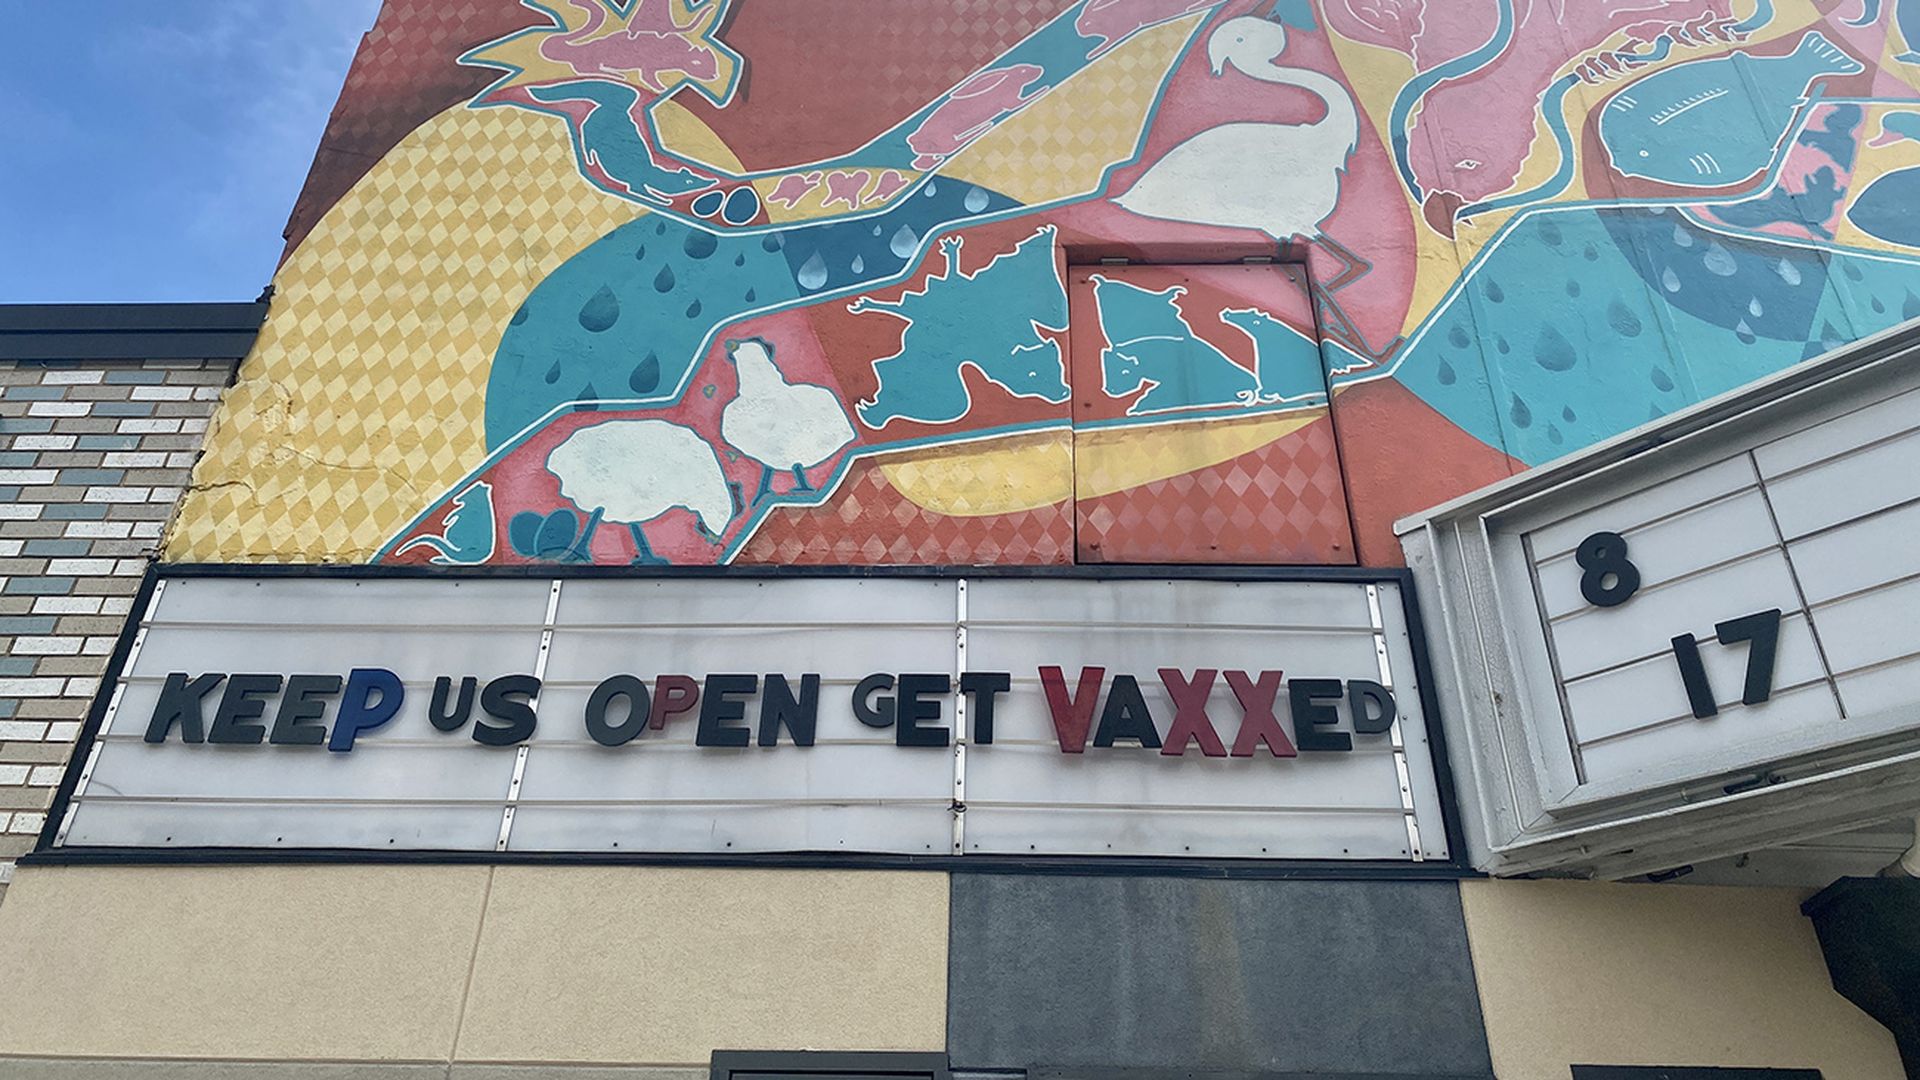 KEEP US OPEN GET VAXXED
8
17